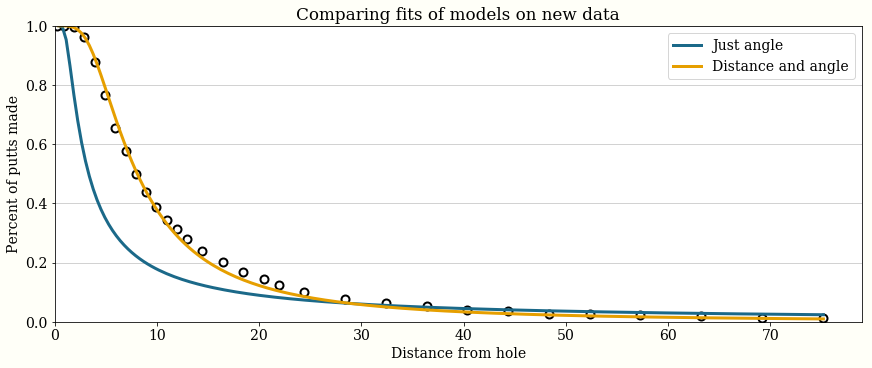 Comparing fits of models on new data
Just angle
Distance and angle
Percent of putts made
1.0
0.8
0.6
0.4
0.2
0.0
0 10 20 30 40 50 60 70
Distance from hole